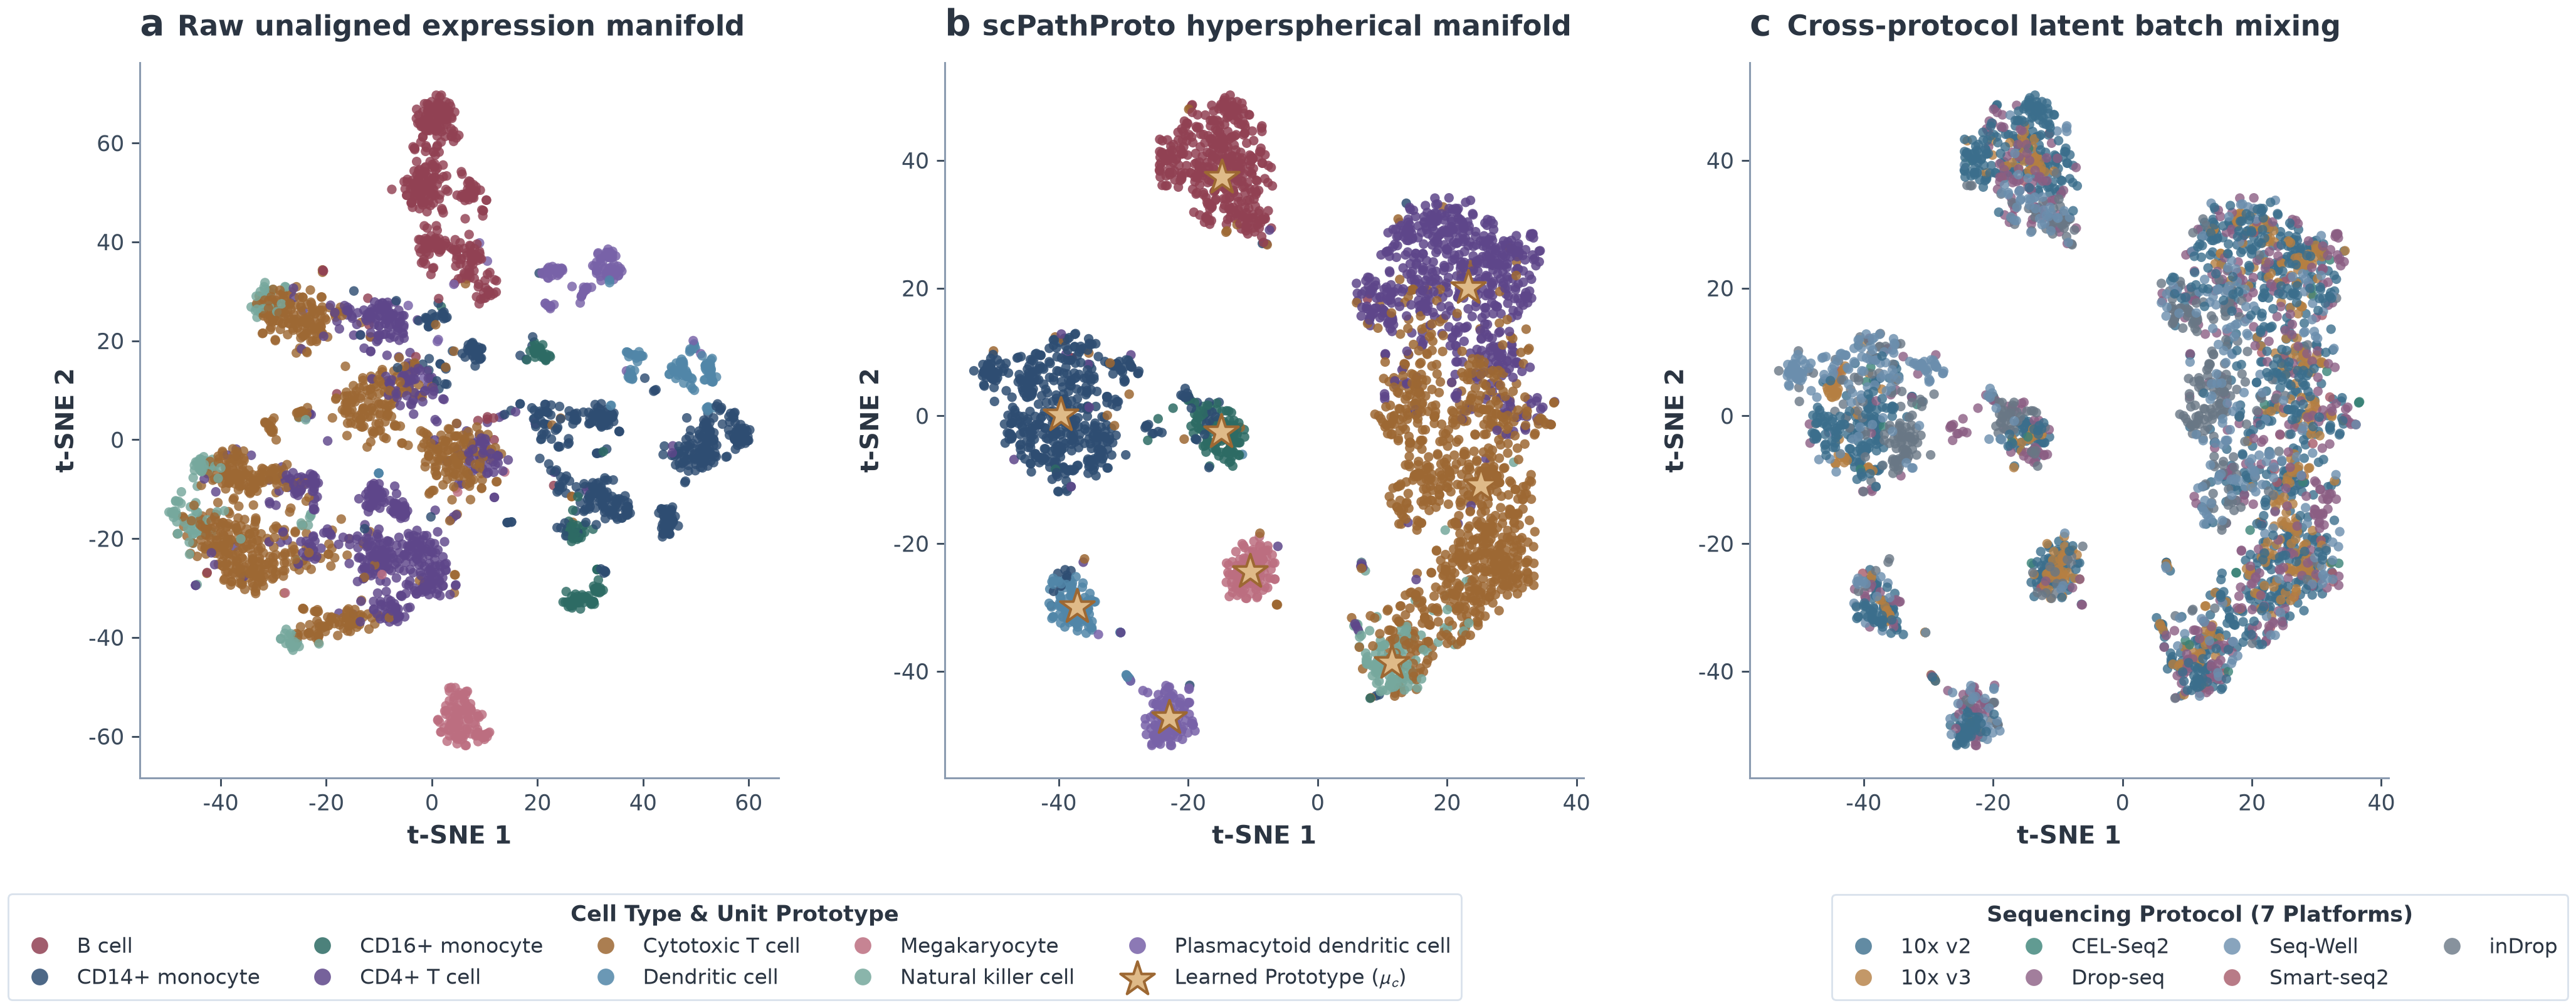 a Raw unaligned expression manifold
60
40
20
0
-20
-40
-60
t-SNE 2
-40 -20 0 20 40 60
t-SNE 1
b scPathProto hyperspherical manifold
40
20
0
-20
-40
t-SNE 2
-40 -20 0 20 40
t-SNE 1
c Cross-protocol latent batch mixing
40
20
0
-20
-40
t-SNE 2
-40 -20 0 20 40
t-SNE 1
Cell Type & Unit Prototype
B cell CD16+ monocyte Cytotoxic T cell Megakaryocyte Plasmacytoid dendritic cell
CD14+ monocyte CD4+ T cell Dendritic cell Natural killer cell Learned Prototype (μc)
Sequencing Protocol (7 Platforms)
10x v2 CEL-Seq2 Seq-Well inDrop
10x v3 Drop-seq Smart-seq2